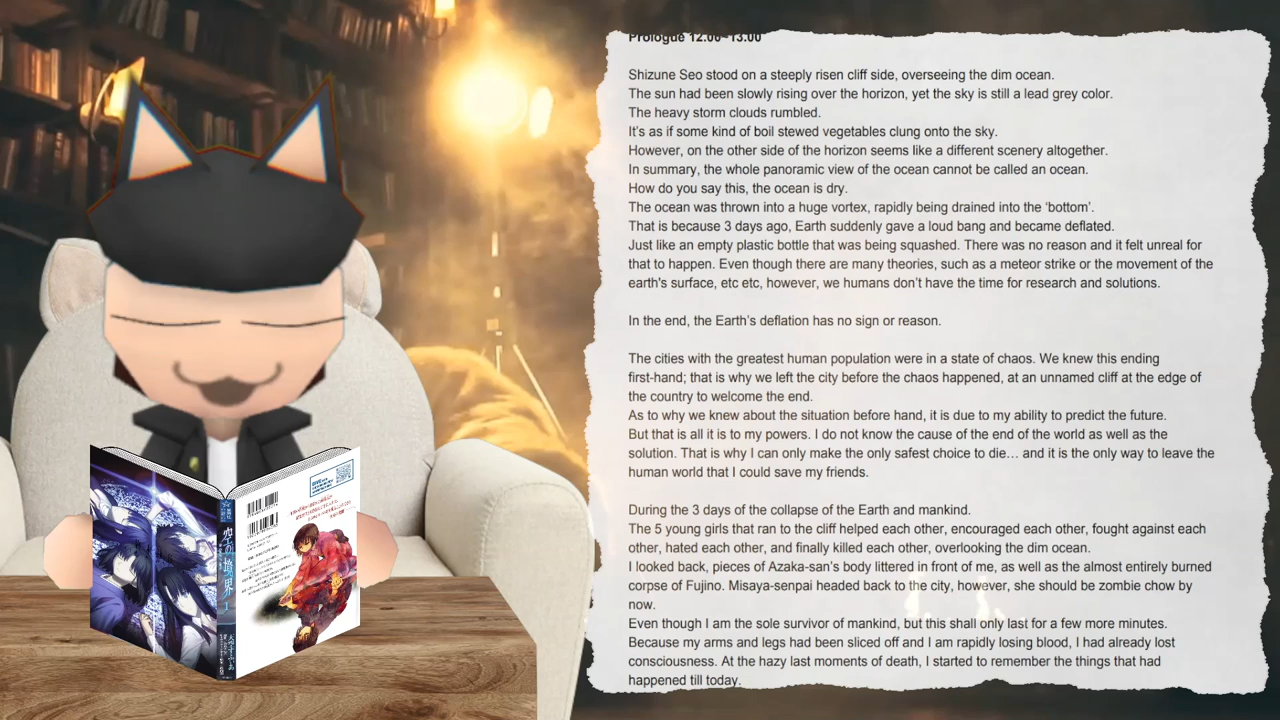 Prologue 12.00~13.00
Shizune Seo stood on a steeply risen cliff side, overseeing the dim ocean.
The sun had been slowly rising over the horizon, yet the sky is still a lead grey color.
The heavy storm clouds rumbled.
It's as if some kind of boil stewed vegetables clung onto the sky.
However, on the other side of the horizon seems like a different scenery altogether.
In summary, the whole panoramic view of the ocean cannot be called an ocean.
How do you say this, the ocean is dry.
The ocean was thrown into a huge vortex, rapidly being drained into the ‘bottom’.
That is because 3 days ago, Earth suddenly gave a loud bang and became deflated.
Just like an empty plastic bottle that was being squashed. There was no reason and it felt unreal for
that to happen. Even though there are many theories, such as a meteor strike or the movement of the
earth's surface, etc etc, however, we humans don’t have the time for research and solutions.
In the end, the Earth’s deflation has no sign or reason.
The cities with the greatest human population were in a state of chaos. We knew this ending
first-hand; that is why we left the city before the chaos happened, at an unnamed cliff at the edge of
the country to welcome the end.
As to why we knew about the situation before hand, it is due to my ability to predict the future.
But that is all it is to my powers. I do not know the cause of the end of the world as well as the
solution. That is why I can only make the only safest choice to die… and it is the only way to leave the
human world that I could save my friends.
During the 3 days of the collapse of the Earth and mankind.
The 5 young girls that ran to the cliff helped each other, encouraged each other, fought against each
other, hated each other, and finally killed each other, overlooking the dim ocean.
I looked back, pieces of Azaka-san’s body littered in front of me, as well as the almost entirely burned
corpse of Fujino. Misaya-senpai headed back to the city, however, she should be zombie chow by
now.
Even though I am the sole survivor of mankind, but this shall only last for a few more minutes.
Because my arms and legs had been sliced off and I am rapidly losing blood, I had already lost
consciousness. At the hazy last moments of death, I started to remember the things that had
happened till today.
空の境界
1